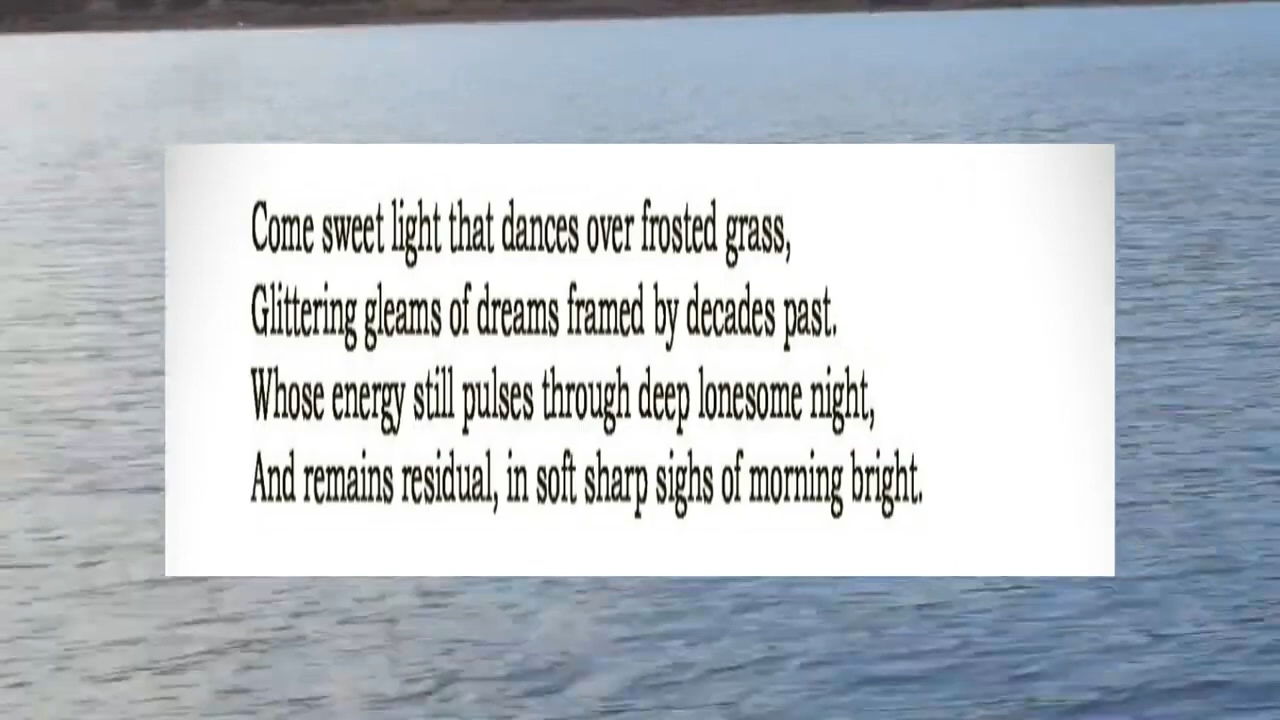 Come sweet light that dances over frosted grass,
Glittering gleams of dreams framed by decades past.
Whose energy still pulses through deep lonesome night,
And remains residual, in soft sharp sighs of morning bright.